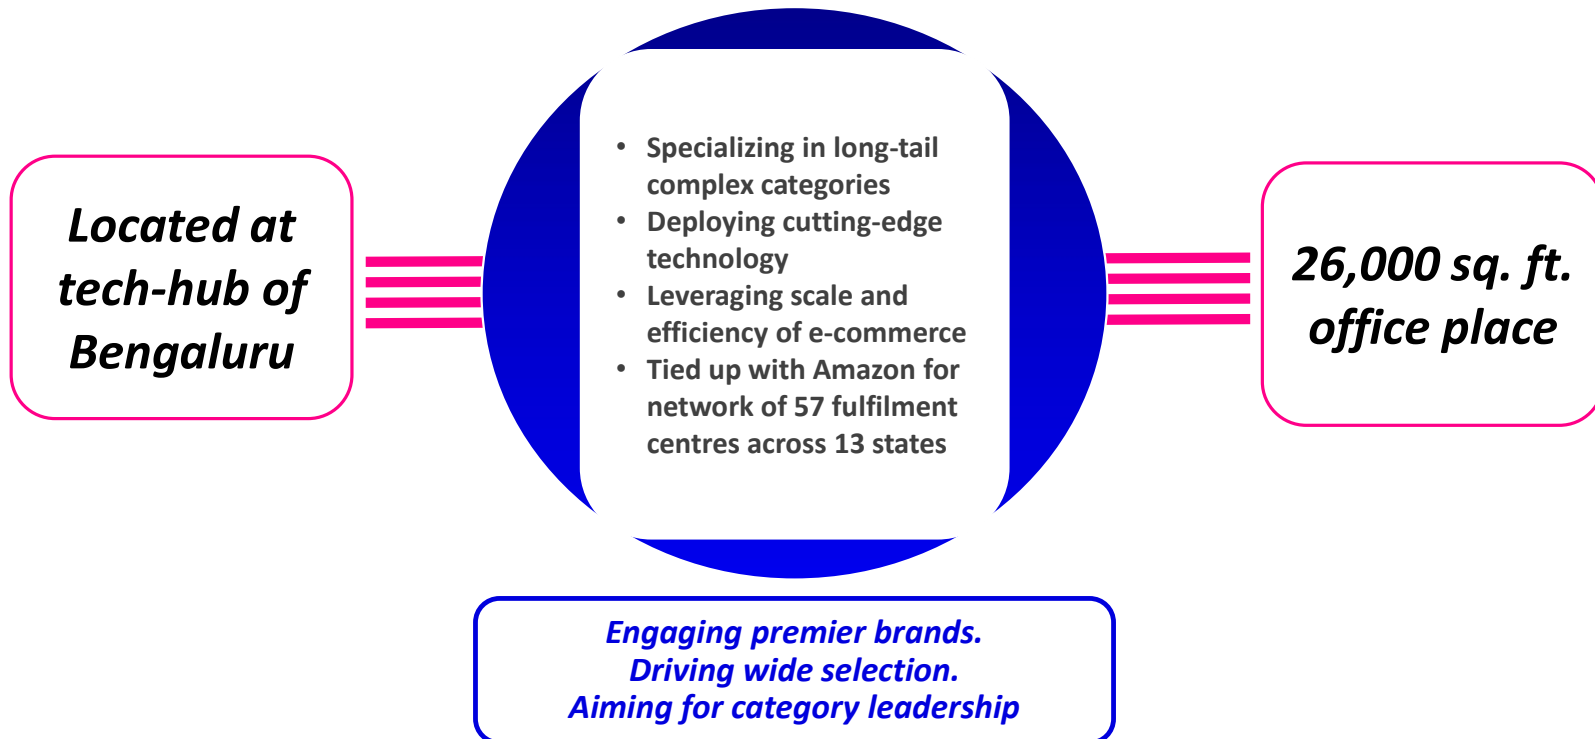 Located at
tech-hub of
Bengaluru
• Specializing in long-tail
complex categories
• Deploying cutting-edge
technology
• Leveraging scale and
efficiency of e-commerce
• Tied up with Amazon for
network of 57 fulfilment
centres across 13 states
26,000 sq. ft.
office place
Engaging premier brands.
Driving wide selection.
Aiming for category leadership